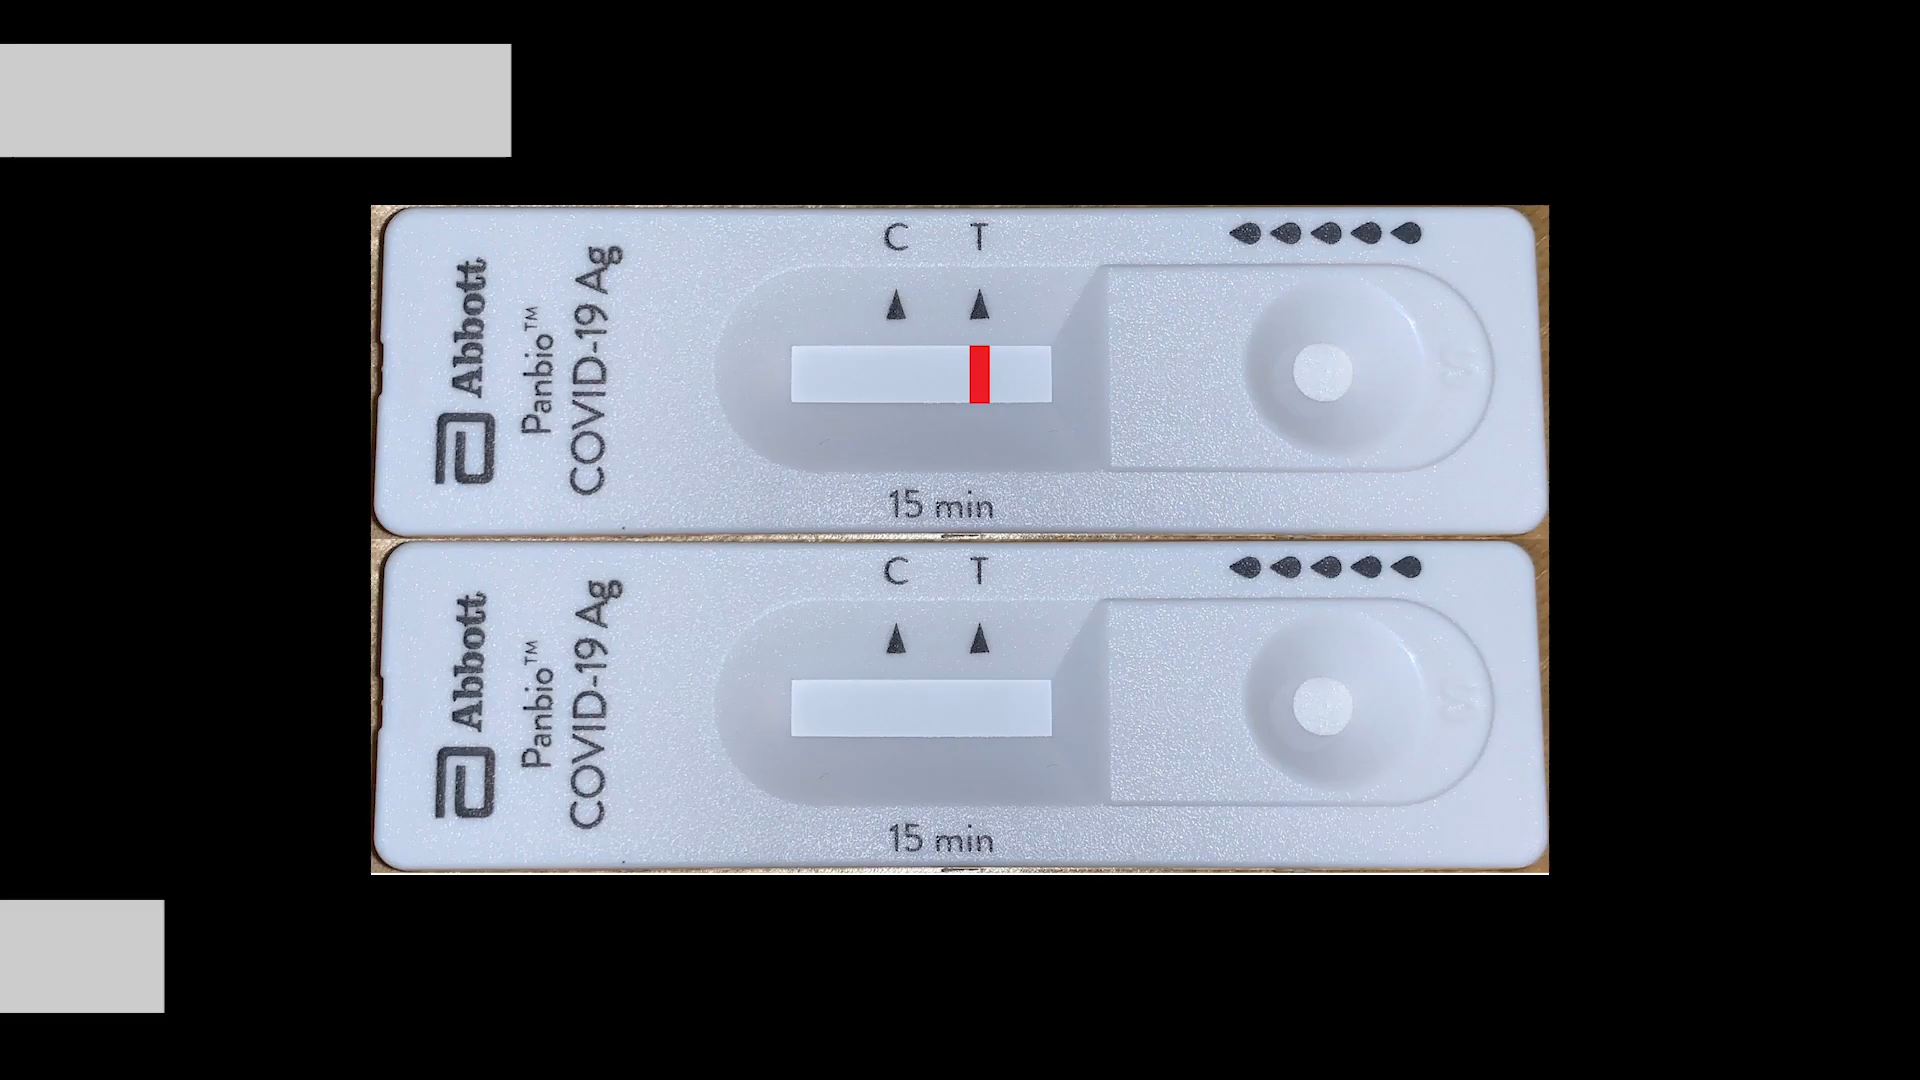 C T
Abbott
Panbio™
COVID-19 Ag
15 min
C T
Abbott
Panbio™
COVID-19 Ag
15 min